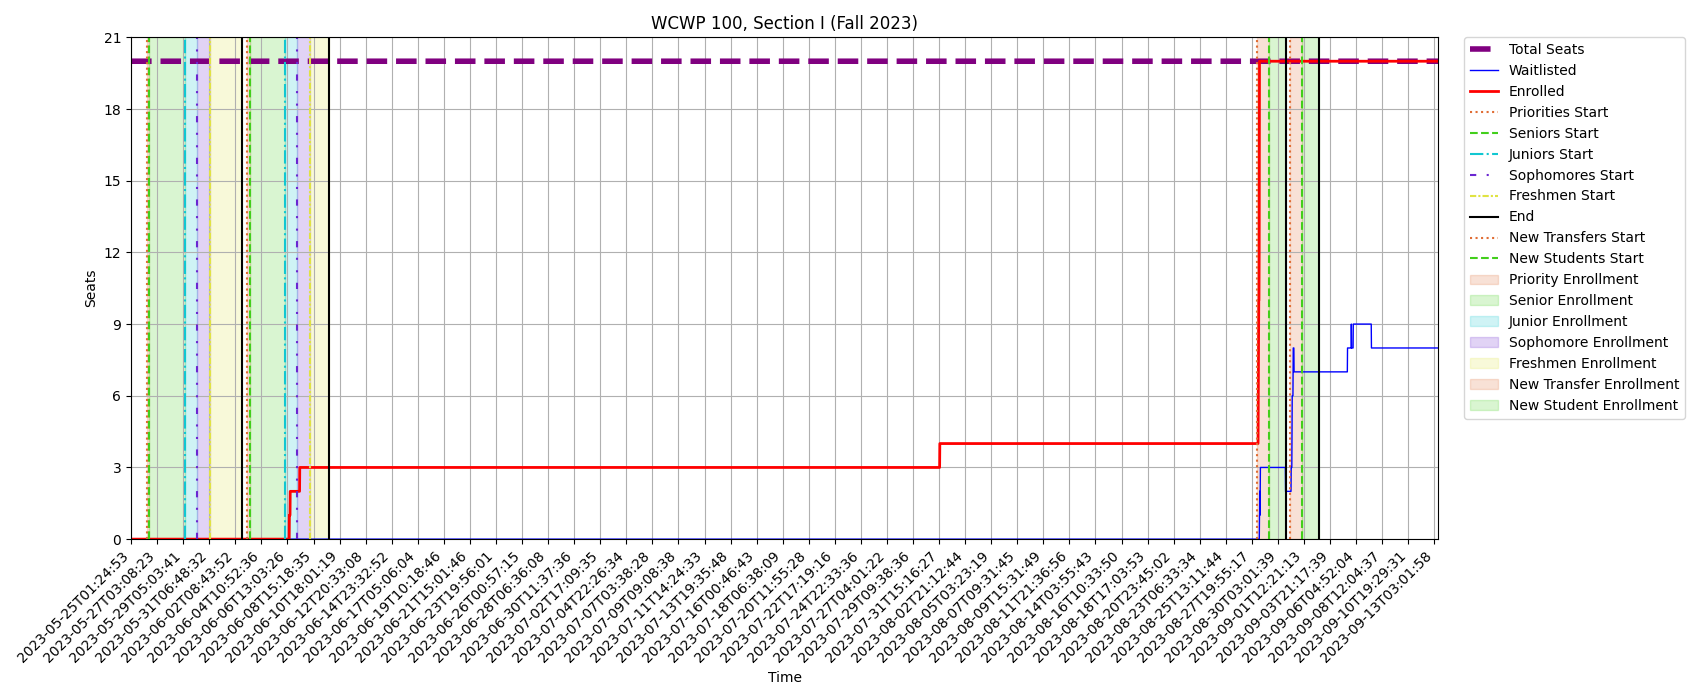 WCWP 100, Section I (Fall 2023)
Seats
21
18
15
12
9
6
3
0
2023-05-25T01:24:53
2023-05-27T03:08:23
2023-05-29T05:03:41
2023-05-31T06:48:32
2023-06-02T08:43:52
2023-06-04T10:52:36
2023-06-06T13:03:26
2023-06-08T15:18:35
2023-06-10T18:01:19
2023-06-12T20:33:08
2023-06-14T23:32:52
2023-06-17T05:06:04
2023-06-19T10:18:46
2023-06-21T15:01:46
2023-06-23T19:56:01
2023-06-26T00:57:15
2023-06-28T06:36:08
2023-06-30T11:37:36
2023-07-02T17:09:35
2023-07-04T22:26:34
2023-07-07T03:38:28
2023-07-09T09:08:38
2023-07-11T14:24:33
2023-07-13T19:35:48
2023-07-16T00:46:43
2023-07-18T06:38:09
2023-07-20T11:55:28
2023-07-22T17:19:16
2023-07-24T22:33:36
2023-07-27T04:01:22
2023-07-29T09:38:36
2023-07-31T15:16:27
2023-08-02T21:12:44
2023-08-05T03:23:19
2023-08-07T09:31:45
2023-08-09T15:31:49
2023-08-11T21:36:56
2023-08-14T03:55:43
2023-08-16T10:33:50
2023-08-18T17:03:53
2023-08-20T23:45:02
2023-08-23T06:33:34
2023-08-25T13:11:44
2023-08-27T19:55:17
2023-08-30T03:01:39
2023-09-01T12:21:13
2023-09-03T21:17:39
2023-09-06T04:52:04
2023-09-08T12:04:37
2023-09-10T19:29:31
2023-09-13T03:01:58
Time
Total Seats
Waitlisted
Enrolled
Priorities Start
Seniors Start
Juniors Start
Sophomores Start
Freshmen Start
End
New Transfers Start
New Students Start
Priority Enrollment
Senior Enrollment
Junior Enrollment
Sophomore Enrollment
Freshmen Enrollment
New Transfer Enrollment
New Student Enrollment